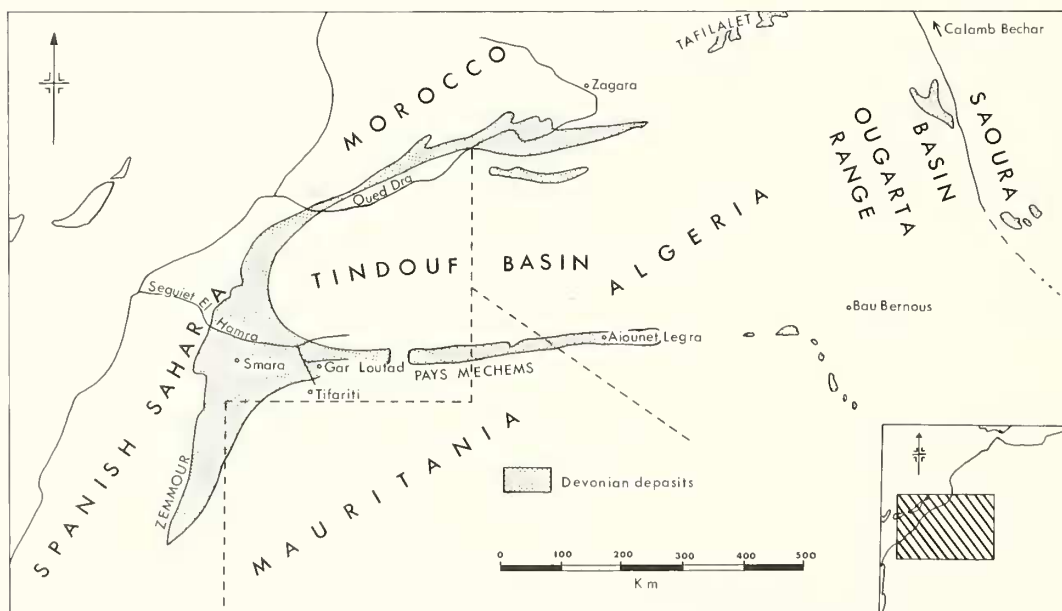 TAFILALET
Calamb Bechar
MOROCCO
Zagara
SAOURA
BASIN
OUGARTA
RANGE
Oued Dra
ALGERIA
TINDOUF BASIN
Seguiet El Hamra
Bau Bernous
Aiounet Legra
Smara
Gar Loutad
PAYS M'ECHEMS
Tifariti
SPANISH SAHARA
ZEMMOUR
MAURITANIA
Devonian deposits
0 100 200 300 400 500
Km